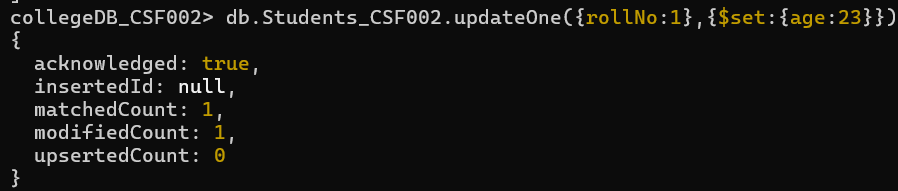 collegeDB_CSF002> db.Students_CSF002.updateOne({rollNo:1},{$set:{age:23}})
{
  acknowledged: true,
  insertedId: null,
  matchedCount: 1,
  modifiedCount: 1,
  upsertedCount: 0
}